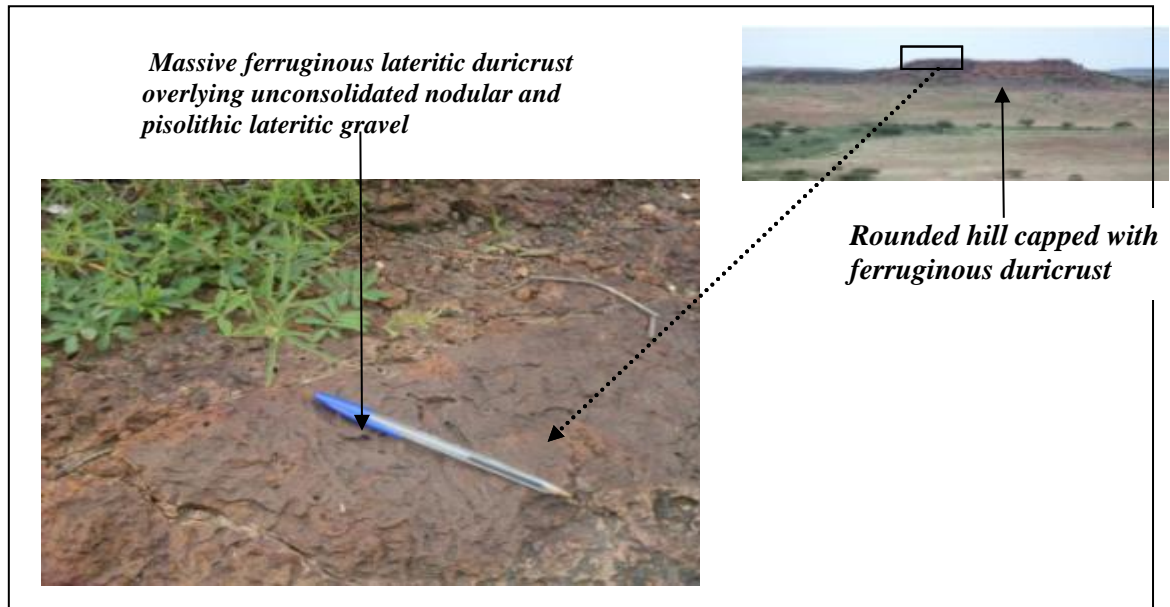 Massive ferruginous lateritic duricrust
overlying unconsolidated nodular and
pisolithic lateritic gravel
Rounded hill capped with
ferruginous duricrust